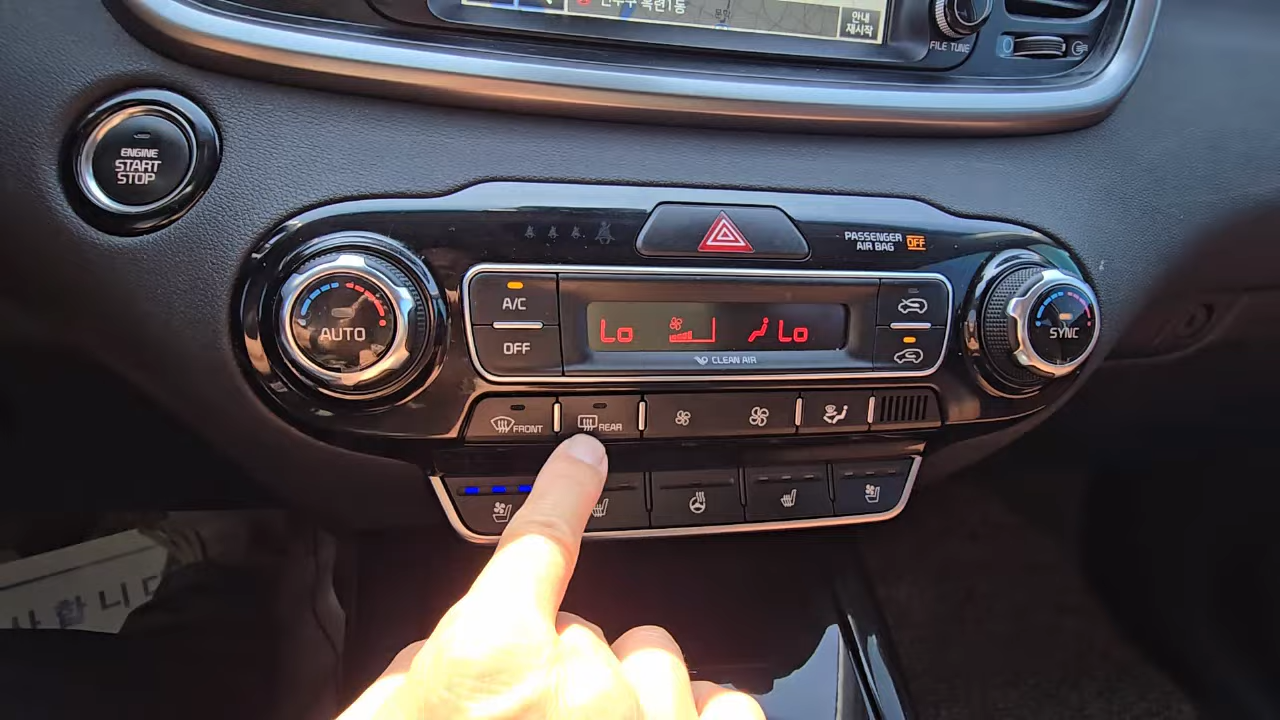 안내
재시작
FILE
TUNE
ENGINE
START
STOP
PASSENGER
AIR BAG
OFF
A/C
OFF
AUTO
Lo
Lo
CLEAN AIR
SYNC
FRONT
REAR